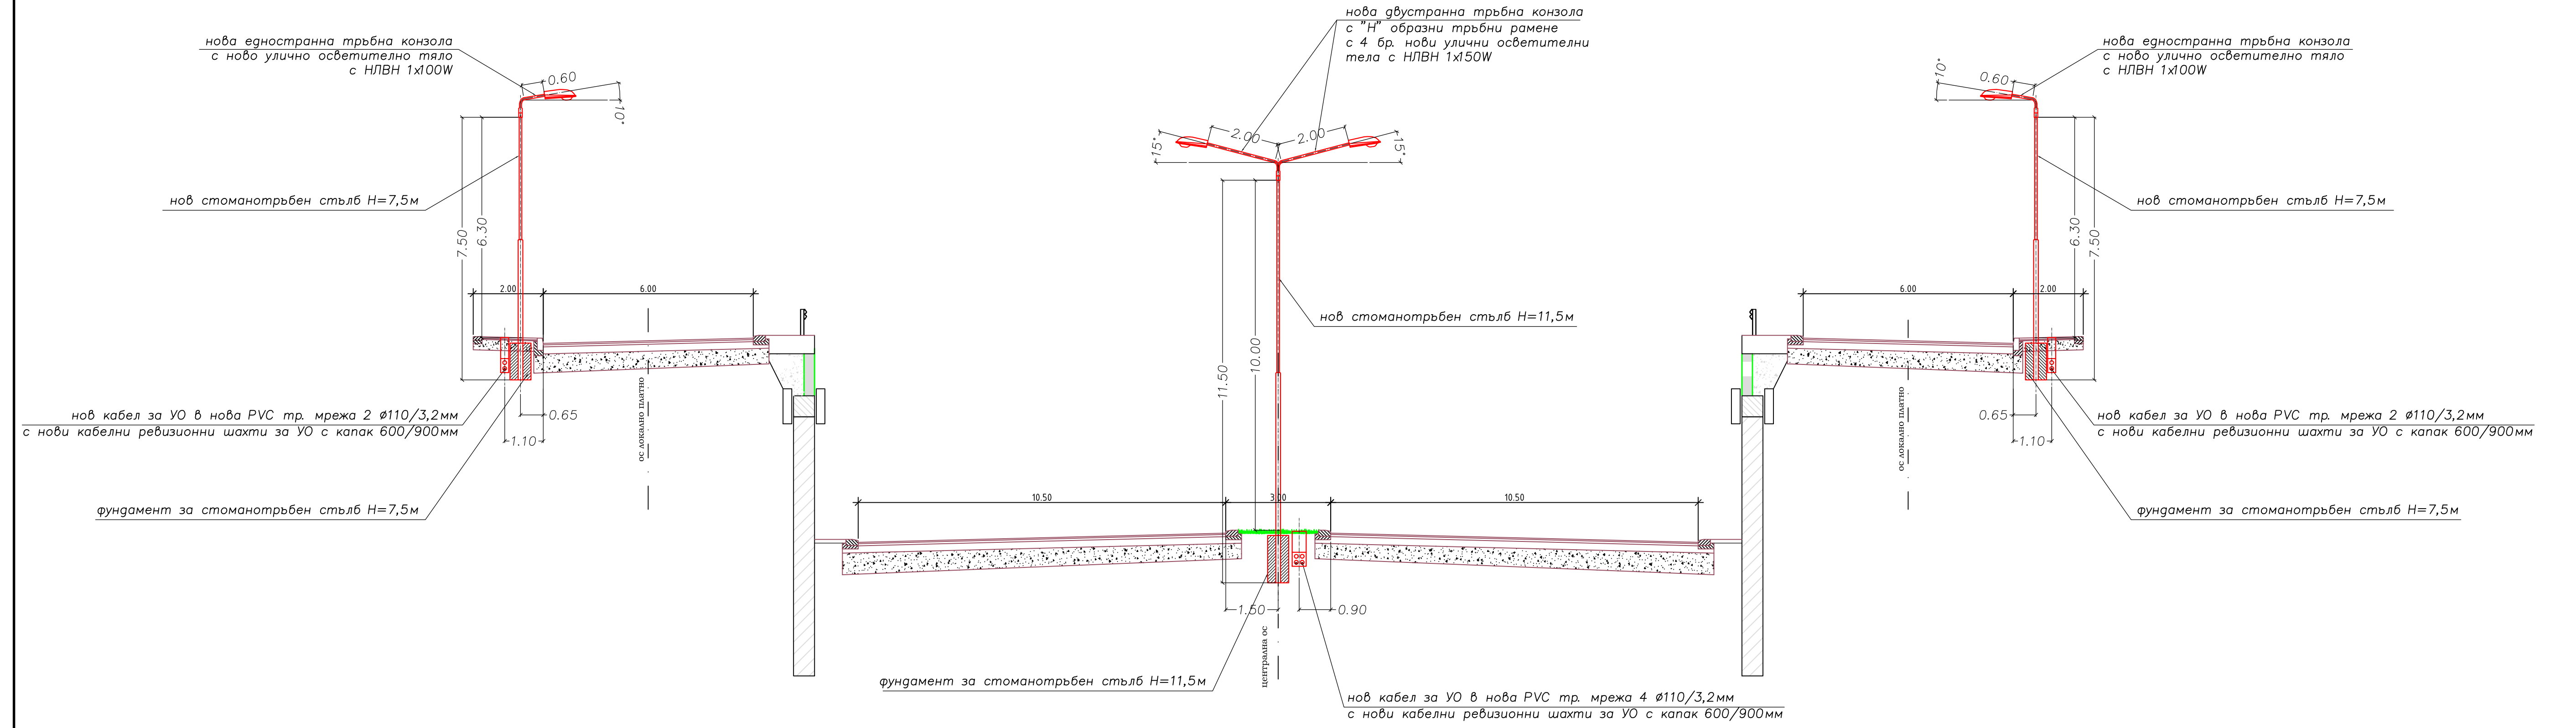 нова едностранна тръбна конзола
с ново улично осветително тяло
с НЛВН 1x100W
0.60
10°
7.50
6.30
нов стоманотръбен стълб H=7,5м
2.00
6.00
ос локално платно
нов кабел за УО в нова PVC тр. мрежа 2 ø110/3,2мм
с нови кабелни ревизионни шахти за УО с капак 600/900мм
0.65
1.10
фундамент за стоманотръбен стълб H=7,5м
нова двустранна тръбна конзола
с "Н" образни тръбни рамене
с 4 бр. нови улични осветителни
тела с НЛВН 1x150W
15°
2.00
2.00
15°
11.50
10.00
нов стоманотръбен стълб H=11,5м
10.50
3.00
10.50
1.50
0.90
централна ос
фундамент за стоманотръбен стълб H=11,5м
нов кабел за УО в нова PVC тр. мрежа 4 ø110/3,2мм
с нови кабелни ревизионни шахти за УО с капак 600/900мм
нова едностранна тръбна конзола
с ново улично осветително тяло
с НЛВН 1x100W
10°
0.60
нов стоманотръбен стълб H=7,5м
6.30
7.50
6.00
2.00
ос локално платно
0.65
1.10
нов кабел за УО в нова PVC тр. мрежа 2 ø110/3,2мм
с нови кабелни ревизионни шахти за УО с капак 600/900мм
фундамент за стоманотръбен стълб H=7,5м